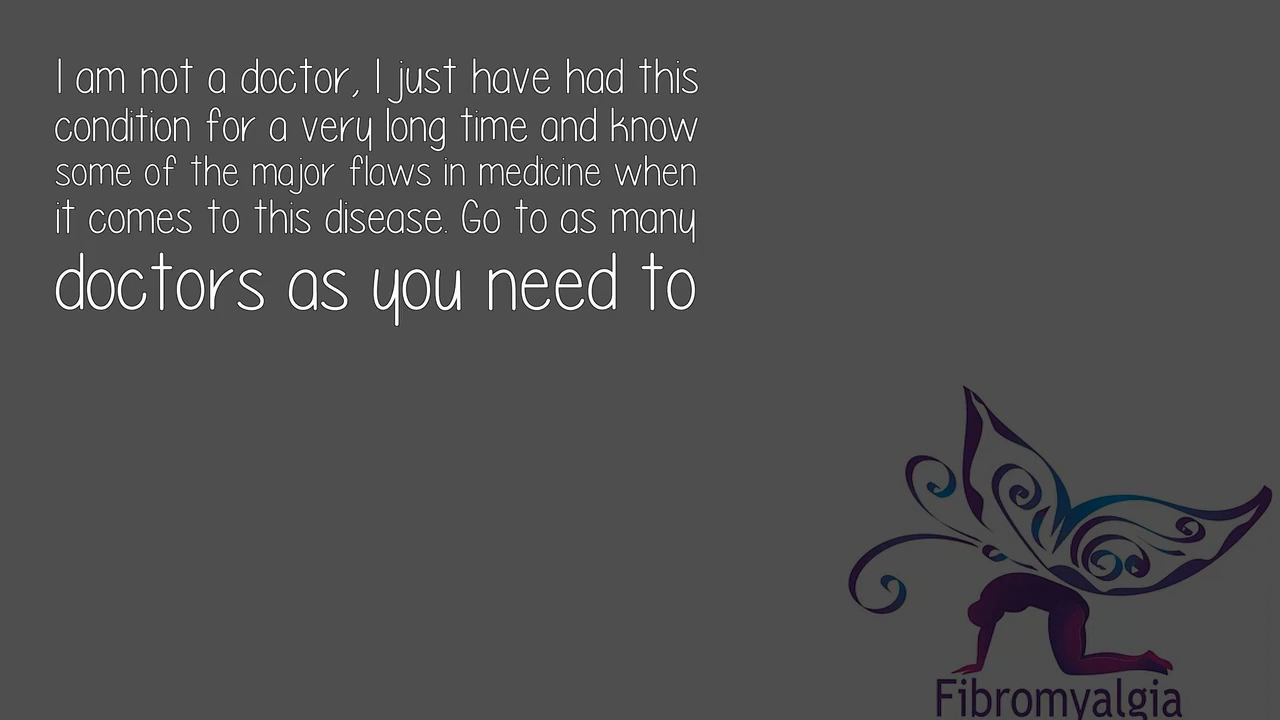 I am not a doctor, I just have had this
condition for a very long time and know
some of the major flaws in medicine when
it comes to this disease. Go to as many
doctors as you need to
Fibromyalgia